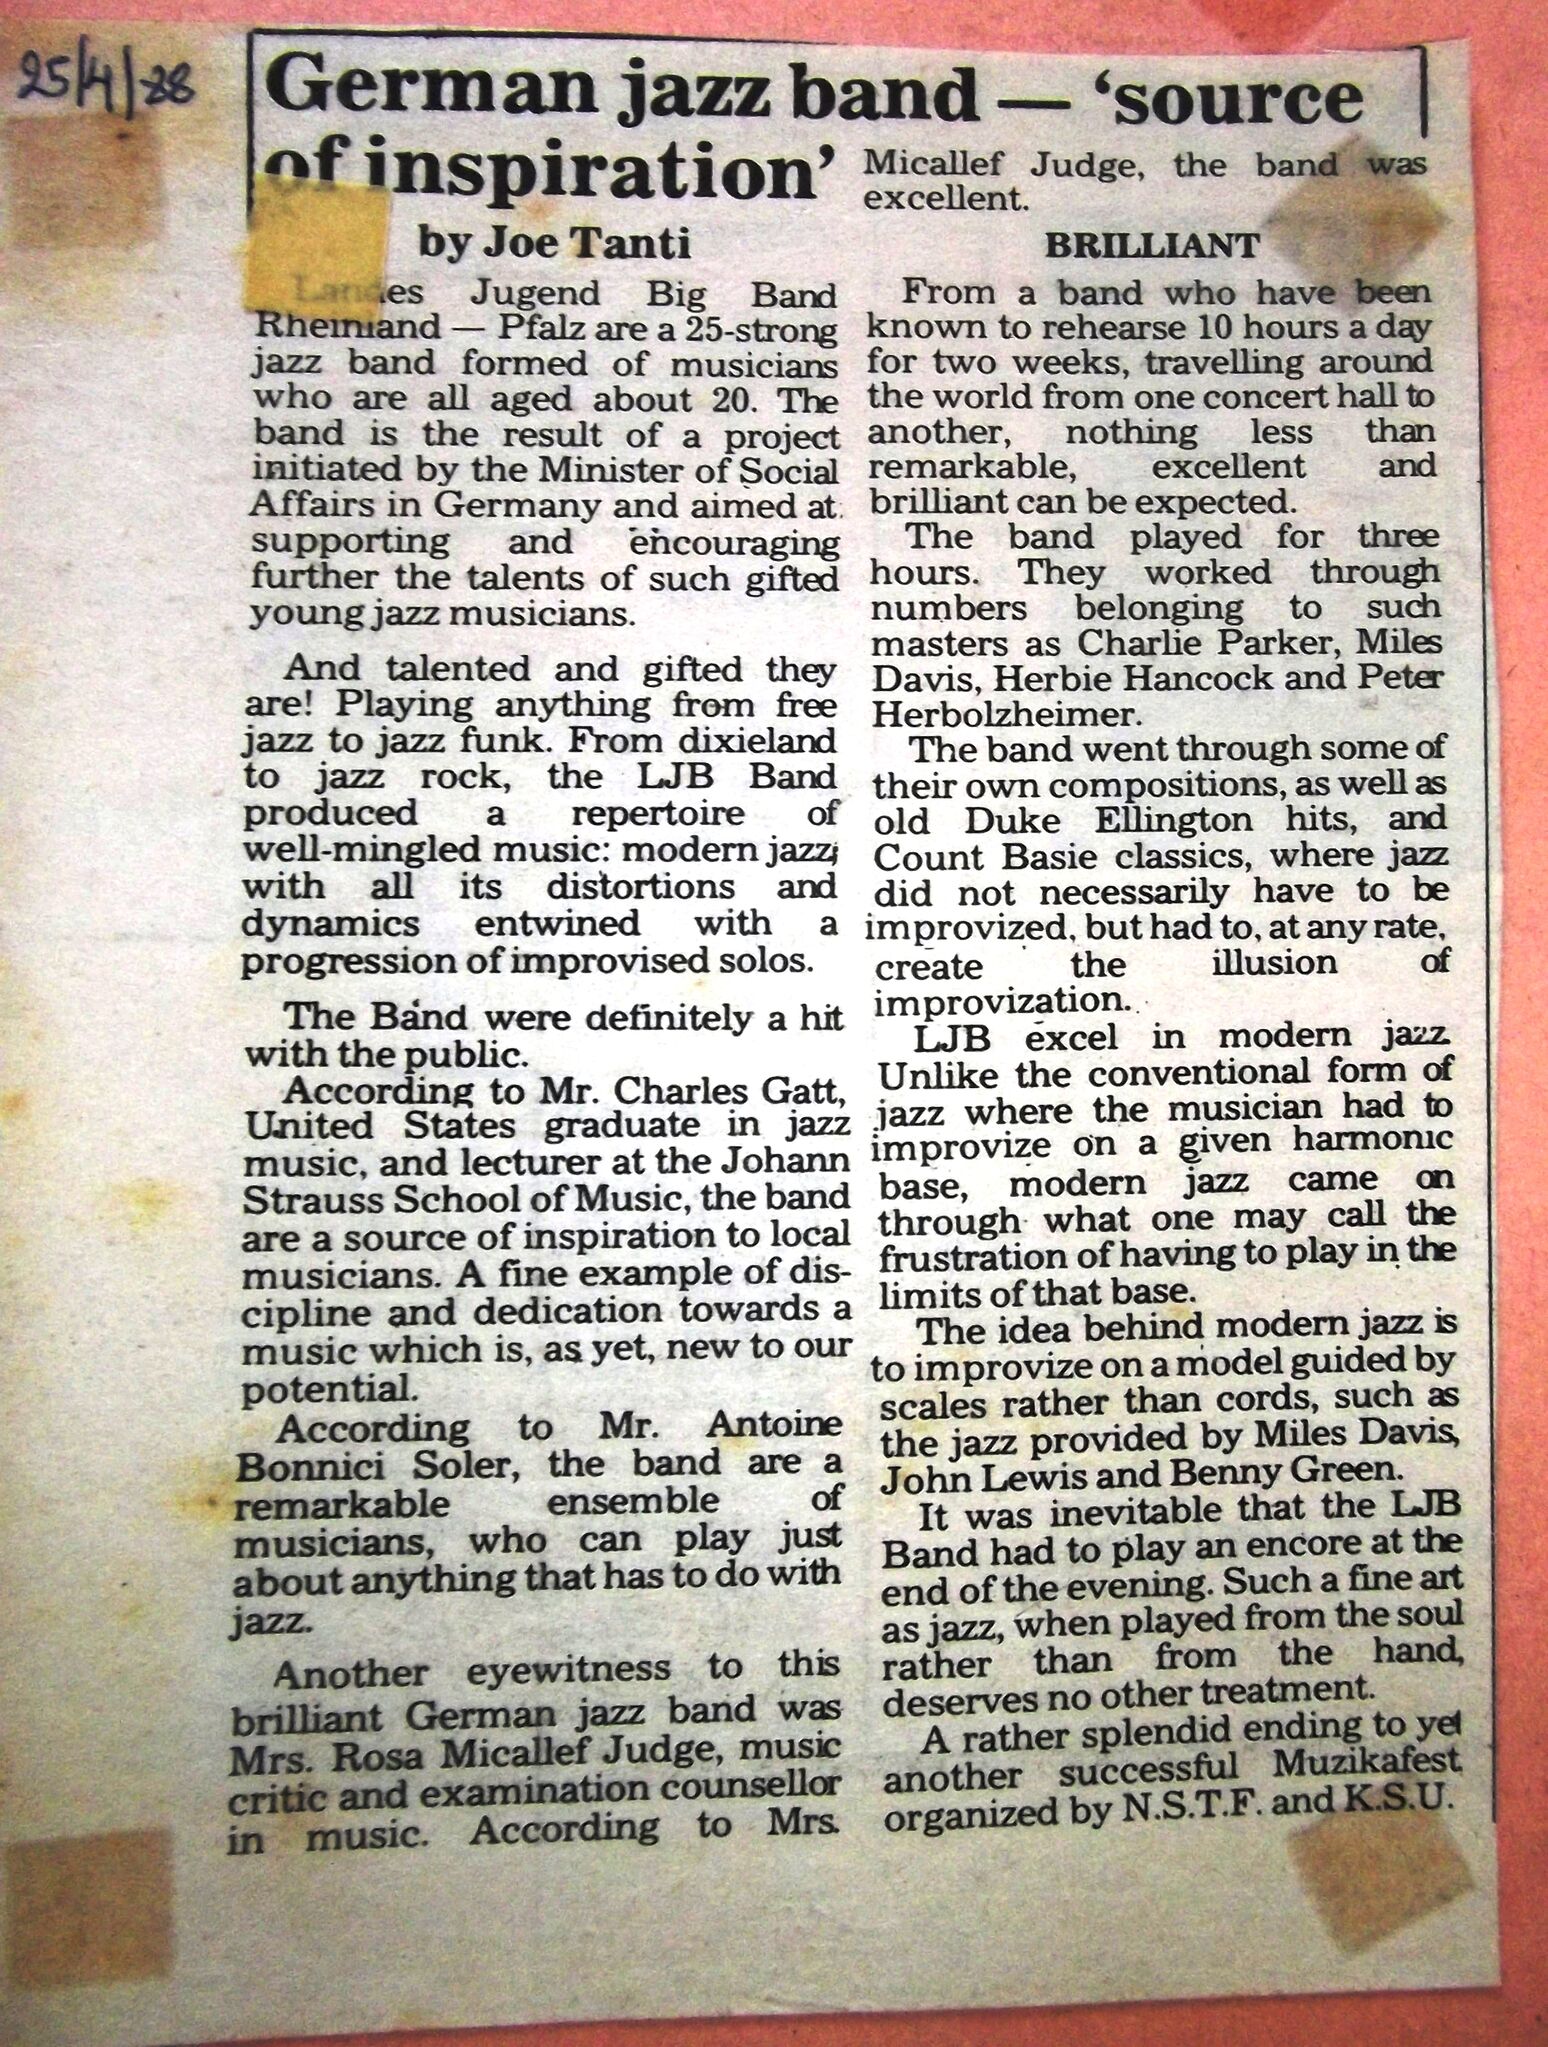 25/4/88
German jazz band — ‘source
of inspiration’
by Joe Tanti
Landes Jugend Big Band
Rheinland — Pfalz are a 25-strong
jazz band formed of musicians
who are all aged about 20. The
band is the result of a project
initiated by the Minister of Social
Affairs in Germany and aimed at
supporting and encouraging
further the talents of such gifted
young jazz musicians.
And talented and gifted they
are! Playing anything from free
jazz to jazz funk. From dixieland
to jazz rock, the LJB Band
produced a repertoire of
well-mingled music: modern jazz;
with all its distortions and
dynamics entwined with a
progression of improvised solos.
The Band were definitely a hit
with the public.
According to Mr. Charles Gatt,
United States graduate in jazz
music, and lecturer at the Johann
Strauss School of Music, the band
are a source of inspiration to local
musicians. A fine example of dis-
cipline and dedication towards a
music which is, as yet, new to our
potential.
According to Mr. Antoine
Bonnici Soler, the band are a
remarkable ensemble of
musicians, who can play just
about anything that has to do with
jazz.
Another eyewitness to this
brilliant German jazz band was
Mrs. Rosa Micallef Judge, music
critic and examination counsellor
in music. According to Mrs.
Micallef Judge, the band was
excellent.
BRILLIANT
From a band who have been
known to rehearse 10 hours a day
for two weeks, travelling around
the world from one concert hall to
another, nothing less than
remarkable, excellent and
brilliant can be expected.
The band played for three
hours. They worked through
numbers belonging to such
masters as Charlie Parker, Miles
Davis, Herbie Hancock and Peter
Herbolzheimer.
The band went through some of
their own compositions, as well as
old Duke Ellington hits, and
Count Basie classics, where jazz
did not necessarily have to be
improvized, but had to, at any rate,
create the illusion of
improvization.
LJB excel in modern jazz.
Unlike the conventional form of
jazz where the musician had to
improvize on a given harmonic
base, modern jazz came on
through what one may call the
frustration of having to play in the
limits of that base.
The idea behind modern jazz is
to improvize on a model guided by
scales rather than cords, such as
the jazz provided by Miles Davis,
John Lewis and Benny Green.
It was inevitable that the LJB
Band had to play an encore at the
end of the evening. Such a fine art
as jazz, when played from the soul
rather than from the hand,
deserves no other treatment.
A rather splendid ending to yet
another successful Muzikafest
organized by N.S.T.F. and K.S.U.